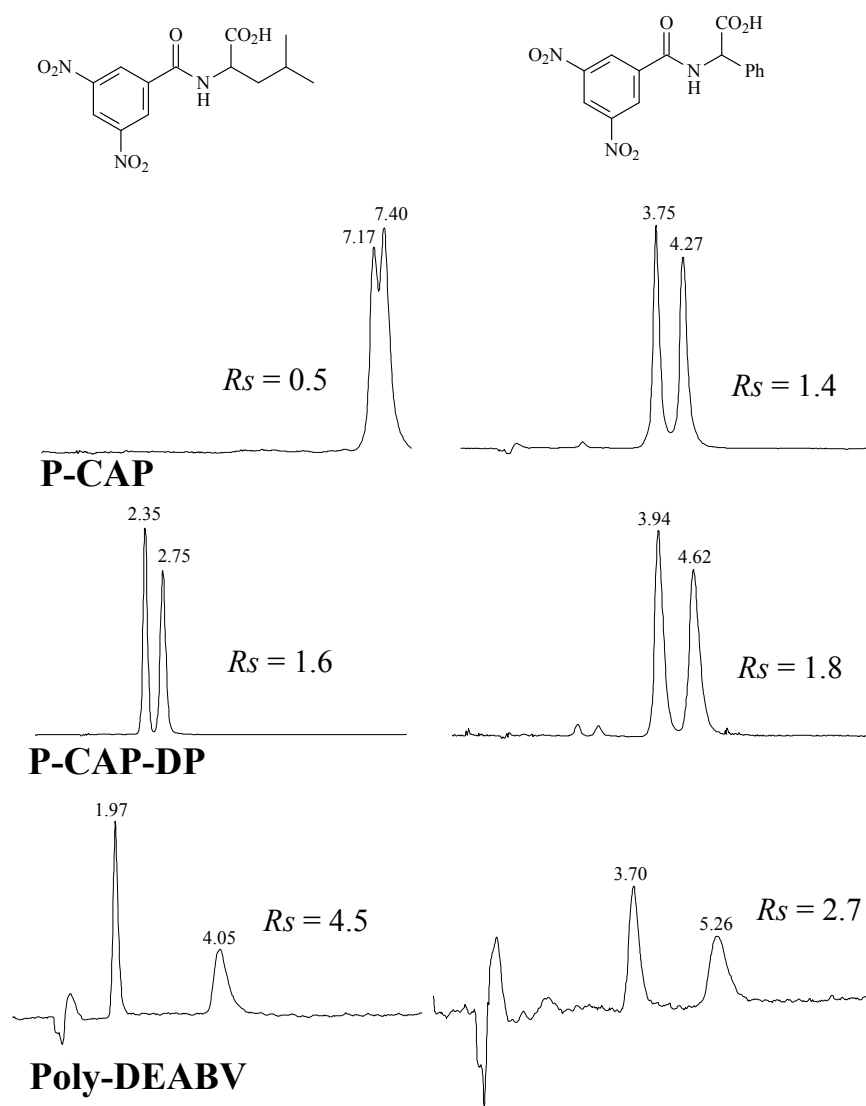 O
CO₂H
O₂N
N
H
NO₂
O
CO₂H
O₂N
N
H
Ph
NO₂
7.17
7.40
Rs = 0.5
3.75
4.27
Rs = 1.4
P-CAP
2.35
2.75
Rs = 1.6
3.94
4.62
Rs = 1.8
P-CAP-DP
1.97
4.05
Rs = 4.5
3.70
5.26
Rs = 2.7
Poly-DEABV